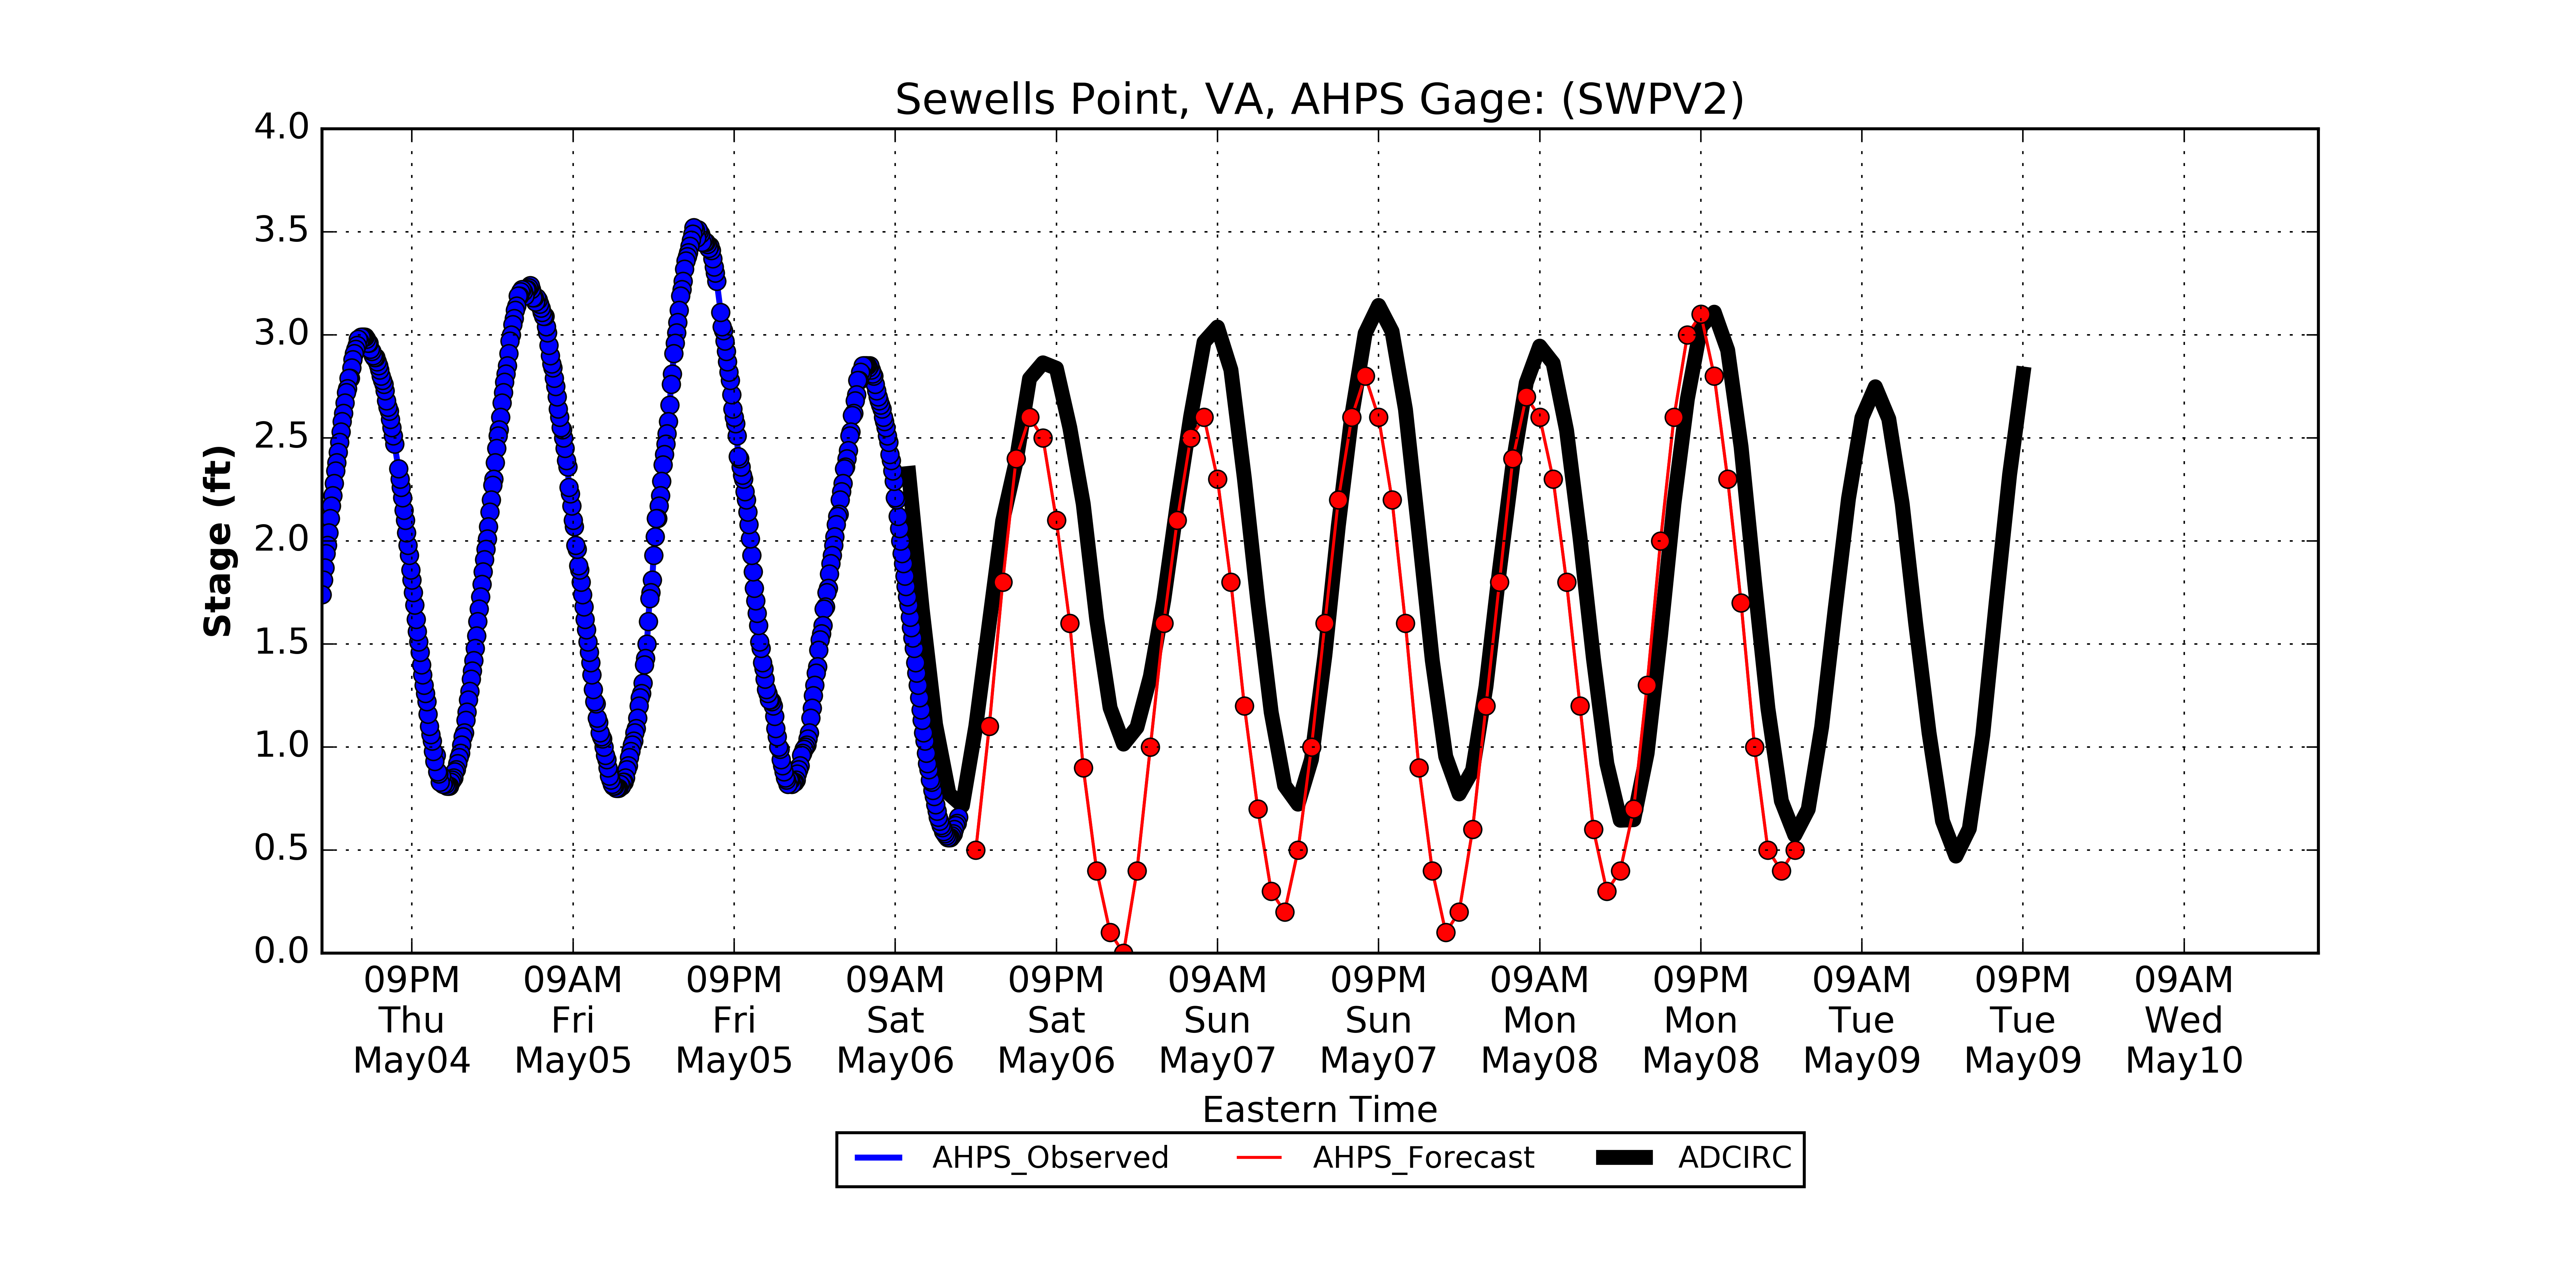 Sewells Point, VA, AHPS Gage: (SWPV2)
4.0
3.5
3.0
2.5
2.0
1.5
1.0
0.5
0.0
Stage (ft)
09PM 09AM 09PM 09AM 09PM 09AM 09PM 09AM 09PM 09AM 09PM 09AM
Thu Fri Fri Sat Sat Sun Sun Mon Mon Tue Tue Wed
May04 May05 May05 May06 May06 May07 May07 May08 May08 May09 May09 May10
Eastern Time
AHPS_Observed AHPS_Forecast ADCIRC